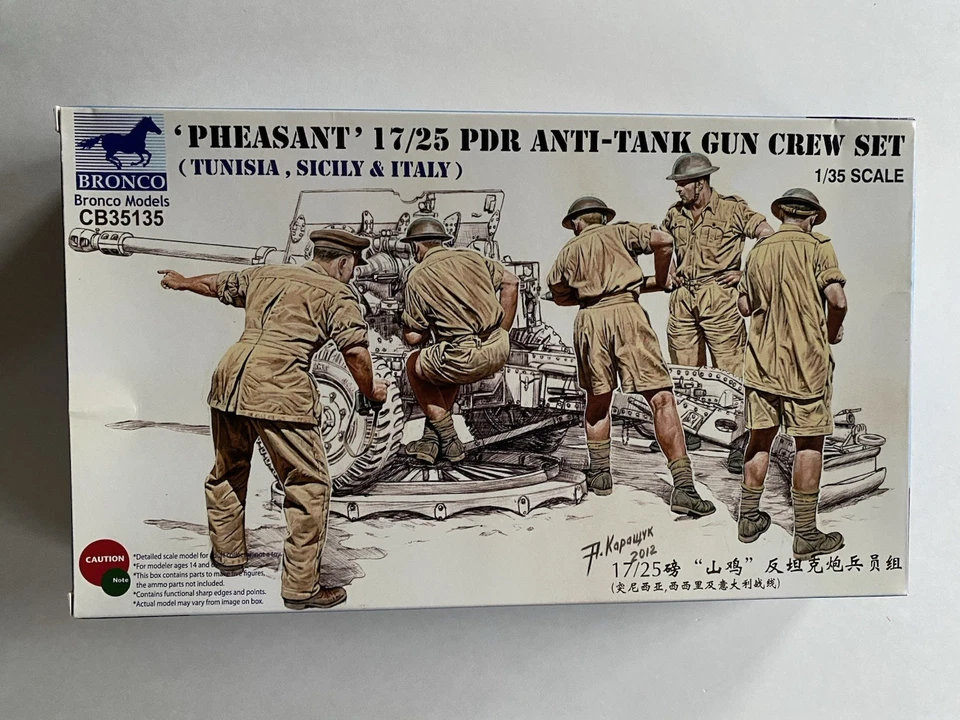 'PHEASANT' 17/25 PDR ANTI-TANK GUN CREW SET
(TUNISIA, SICILY & ITALY)
1/35 SCALE
BRONCO
Bronco Models
CB35135
А. Каращук
2012
17/25磅 “山鸡” 反坦克炮兵员组
(突尼西亚,西西里及意大利战线)
CAUTION
Note
*Detailed scale model for
*For modeler ages 14 and
*This box contains parts to make five figures,
the ammo parts not included.
*Contains functional sharp edges and points.
*Actual model may vary from image on box.